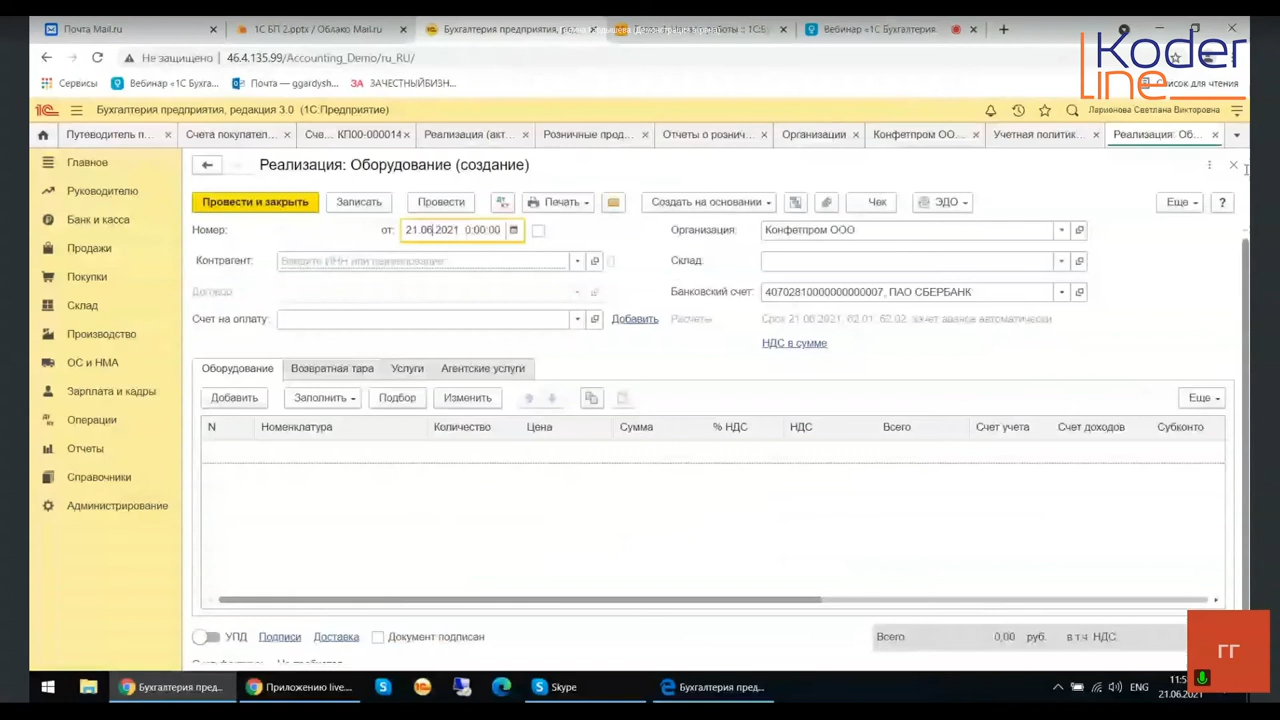 Почта Mail.ru
1С БП 2.pptx / Облако Mail.ru
Бухгалтерия предприятия,
Вебинар «1С Бухгалтерия.
Koder
line
Не защищено
46.4.135.99/Accounting_Demo/ru_RU/
Сервисы
Вебинар «1С Бухга...
Почта — ggardysh...
ЗАЧЕСТНЫЙБИЗН...
Список для чтения
Бухгалтерия предприятия, редакция 3.0 (1С:Предприятие)
Ларионова Светлана Викторовна
Путеводитель п...
Счета покупател...
Сча... КП00-000014
Реализация (акт...
Розничные прод...
Отчеты о рознич...
Организации
Конфетпром ОО...
Учетная политик...
Реализация: Об...
Главное
Руководителю
Банк и касса
Продажи
Покупки
Склад
Производство
ОС и НМА
Зарплата и кадры
Операции
Отчеты
Справочники
Администрирование
Реализация: Оборудование (создание)
Провести и закрыть
Записать
Провести
Печать
Создать на основании
Чек
ЭДО
Еще
?
Номер:
от:
21.06.2021 0:00:00
Организация:
Конфетпром ООО
Контрагент:
Введите ИНН или наименование
Склад:
Договор:
Банковский счет:
40702810000000000007, ПАО СБЕРБАНК
Счет на оплату:
Добавить
Расчеты:
Срок 21.06.2021, 62.01, 62.02, зачет аванса автоматически
НДС в сумме
Оборудование
Возвратная тара
Услуги
Агентские услуги
Добавить
Заполнить
Подбор
Изменить
Еще
N
Номенклатура
Количество
Цена
Сумма
% НДС
НДС
Всего
Счет учета
Счет доходов
Субконто
УПД
Подписи
Доставка
Документ подписан
Всего
0,00
руб.
в т.ч. НДС
ГГ
Бухгалтерия пред...
Приложению live...
Skype
Бухгалтерия пред...
ENG
21.06.2021